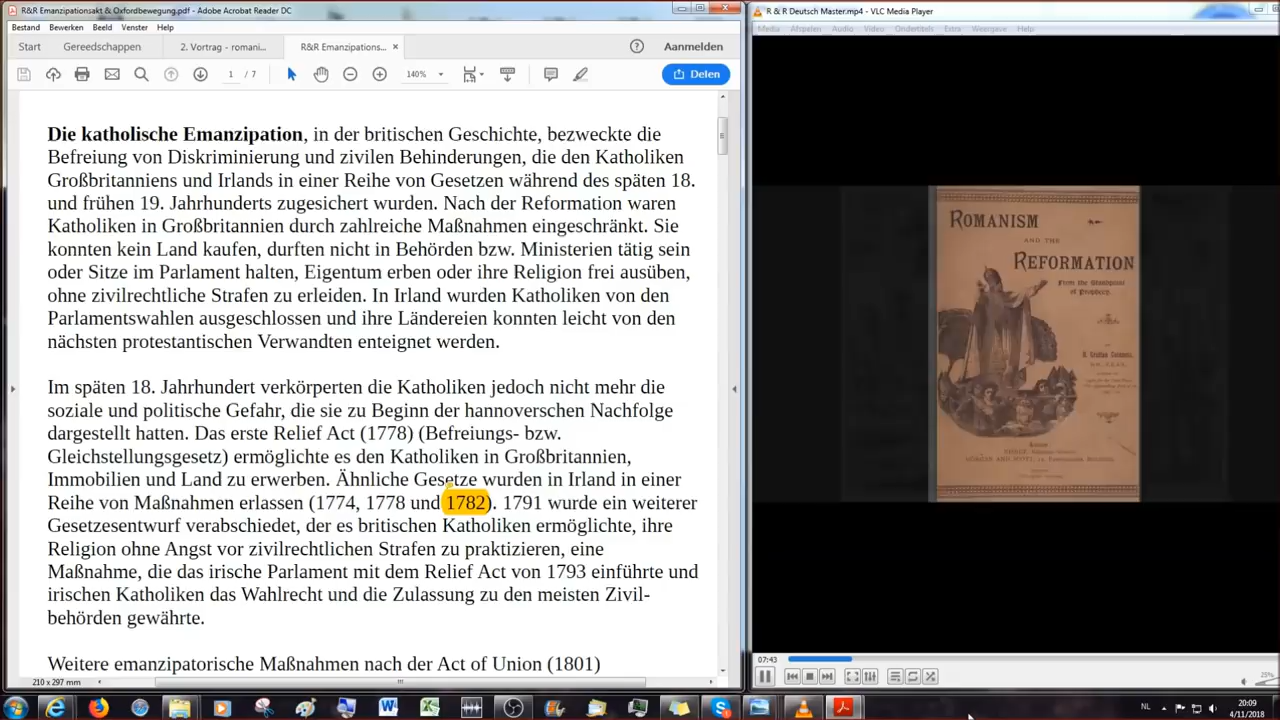 R&R Emanzipationsakt & Oxfordbewegung.pdf - Adobe Acrobat Reader DC
Bestand Bewerken Beeld Venster Help
Start Gereedschappen 2. Vortrag - romani... R&R Emanzipations... × Aanmelden
1 / 7 140% Delen
Die katholische Emanzipation, in der britischen Geschichte, bezweckte die
Befreiung von Diskriminierung und zivilen Behinderungen, die den Katholiken
Großbritanniens und Irlands in einer Reihe von Gesetzen während des späten 18.
und frühen 19. Jahrhundert zugesichert wurden. Nach der Reformation waren
Katholiken in Großbritannien durch zahlreiche Maßnahmen eingeschränkt. Sie
konnten kein Land kaufen, durften nicht in Behörden bzw. Ministerien tätig sein
oder Sitze im Parlament halten, Eigentum erben oder ihre Religion frei ausüben,
ohne zivilrechtliche Strafen zu erleiden. In Irland wurden Katholiken von den
Parlamentswahlen ausgeschlossen und ihre Ländereien konnten leicht von den
nächsten protestantischen Verwandten enteignet werden.
Im späten 18. Jahrhundert verkörperten die Katholiken jedoch nicht mehr die
soziale und politische Gefahr, die sie zu Beginn der hannoverschen Nachfolge
dargestellt hatten. Das erste Relief Act (1778) (Befreiungs- bzw.
Gleichstellungsgesetz) ermöglichte es den Katholiken in Großbritannien,
Immobilien und Land zu erwerben. Ähnliche Gesetze wurden in Irland in einer
Reihe von Maßnahmen erlassen (1774, 1778 und 1782). 1791 wurde ein weiterer
Gesetzesentwurf verabschiedet, der es britischen Katholiken ermöglichte, ihre
Religion ohne Angst vor zivilrechtlichen Strafen zu praktizieren, eine
Maßnahme, die das irische Parlament mit dem Relief Act von 1793 einführte und
irischen Katholiken das Wahlrecht und die Zulassung zu den meisten Zivil-
behörden gewährte.
Weitere emanzipatorische Maßnahmen nach der Act of Union (1801)
210 x 297 mm
R & R Deutsch Master.mp4 - VLC Media Player
Media Afspelen Audio Video Ondertitels Extra Weergave Help
ROMANISM
AND THE
REFORMATION
From the Standpoint
of Prophecy.
07:43
25%
NL 20:09
4/11/2018